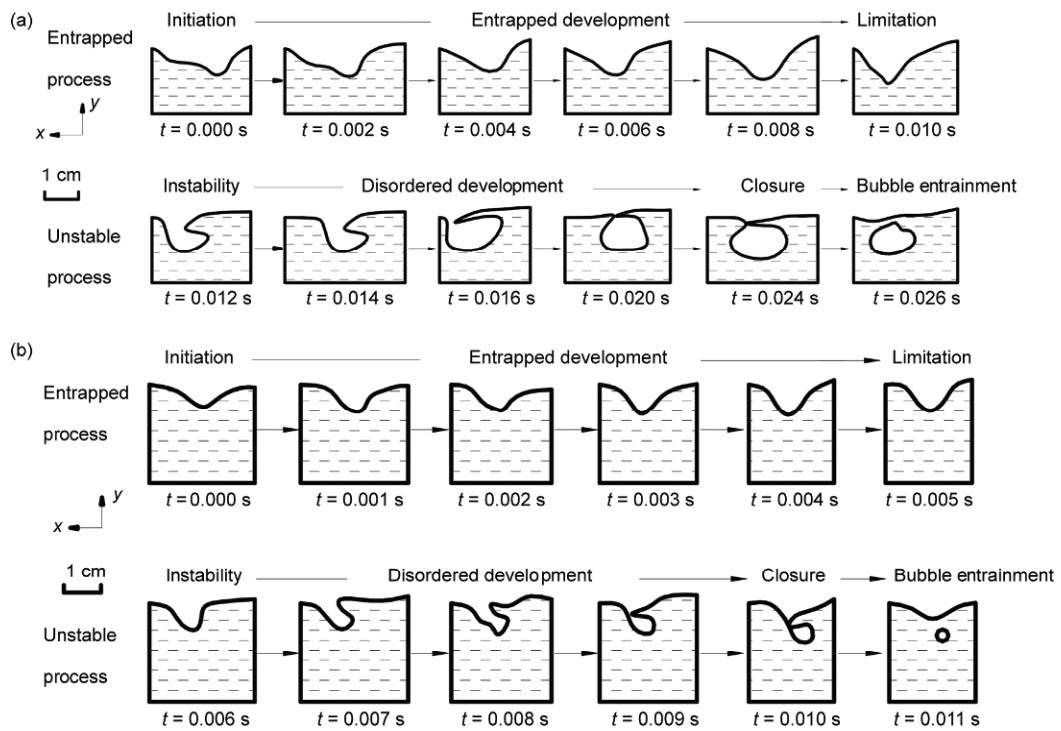 (a)
Initiation Entrapped development Limitation
Entrapped
process
y
x
t = 0.000 s t = 0.002 s t = 0.004 s t = 0.006 s t = 0.008 s t = 0.010 s
1 cm
Instability Disordered development Closure Bubble entrainment
Unstable
process
t = 0.012 s t = 0.014 s t = 0.016 s t = 0.020 s t = 0.024 s t = 0.026 s
(b)
Initiation Entrapped development Limitation
Entrapped
process
t = 0.000 s t = 0.001 s t = 0.002 s t = 0.003 s t = 0.004 s t = 0.005 s
y
x
1 cm
Instability Disordered development Closure Bubble entrainment
Unstable
process
t = 0.006 s t = 0.007 s t = 0.008 s t = 0.009 s t = 0.010 s t = 0.011 s